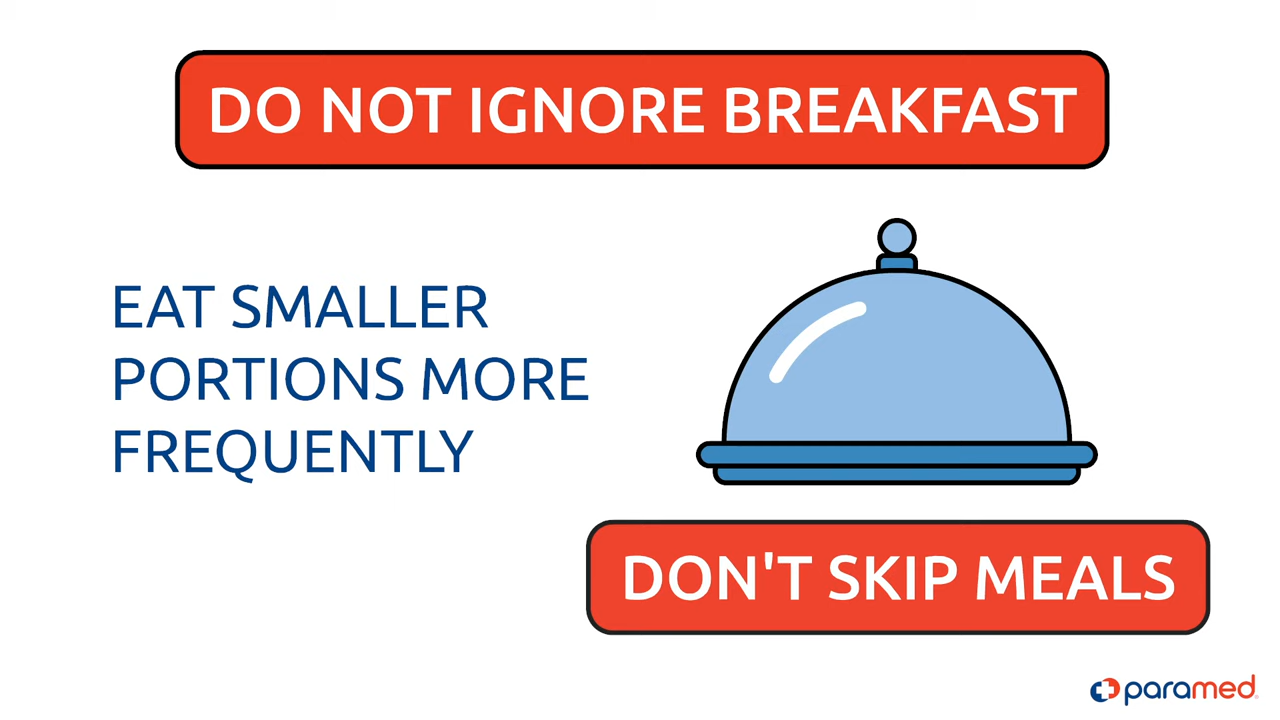 DO NOT IGNORE BREAKFAST
EAT SMALLER
PORTIONS MORE
FREQUENTLY
DON'T SKIP MEALS
paramed